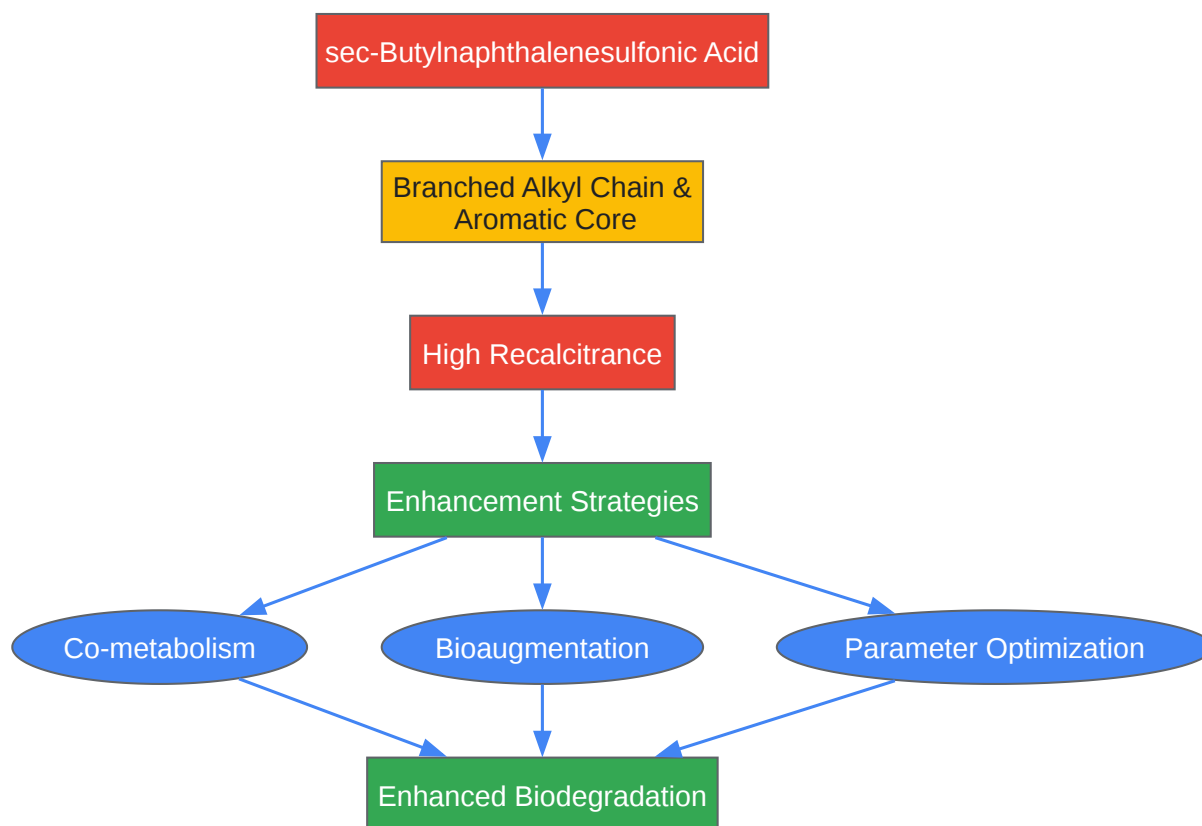 sec-Butylnaphthalenesulfonic Acid
Branched Alkyl Chain &
Aromatic Core
High Recalcitrance
Enhancement Strategies
Co-metabolism
Bioaugmentation
Parameter Optimization
Enhanced Biodegradation